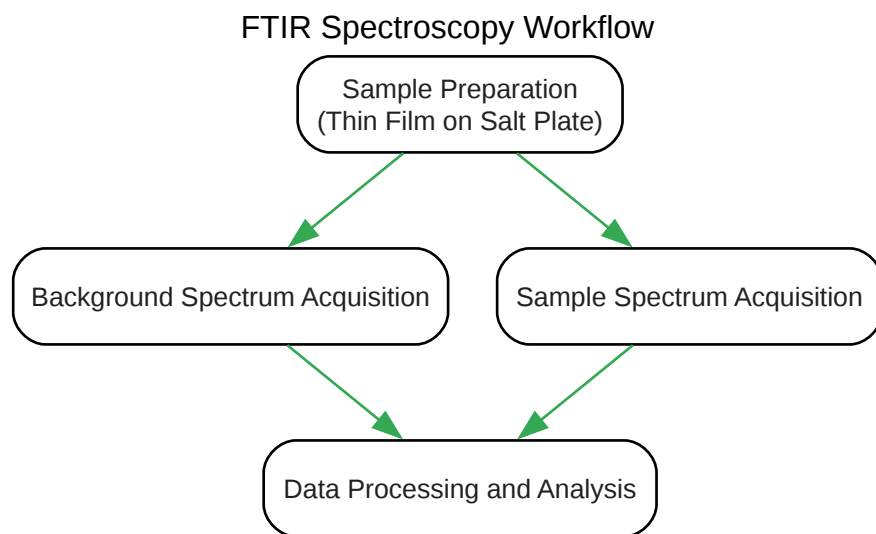 FTIR Spectroscopy Workflow
Sample Preparation
(Thin Film on Salt Plate)
Background Spectrum Acquisition
Sample Spectrum Acquisition
Data Processing and Analysis